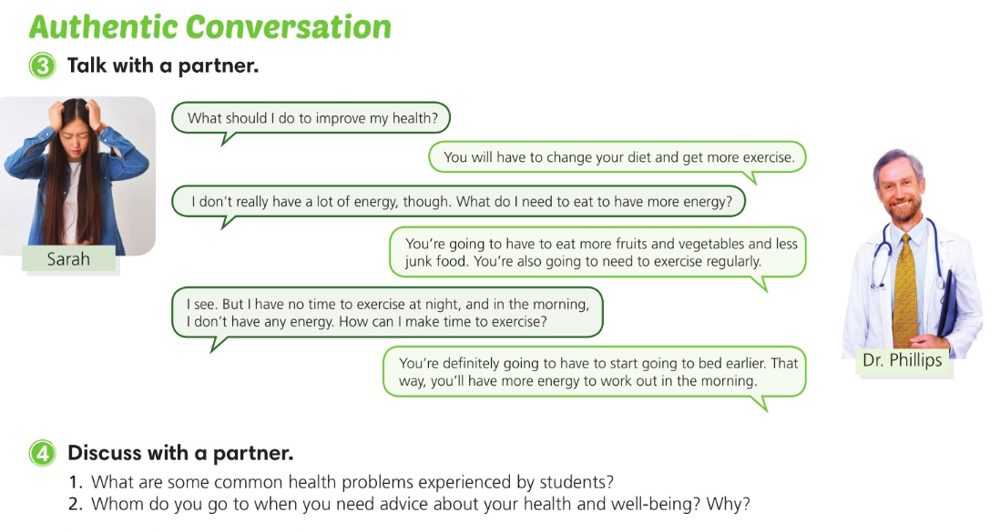 Authentic Conversation
3 Talk with a partner.
What should I do to improve my health?
You will have to change your diet and get more exercise.
I don't really have a lot of energy, though. What do I need to eat to have more energy?
You're going to have to eat more fruits and vegetables and less
junk food. You're also going to need to exercise regularly.
Sarah
I see. But I have no time to exercise at night, and in the morning,
I don't have any energy. How can I make time to exercise?
You're definitely going to have to start going to bed earlier. That
way, you'll have more energy to work out in the morning.
Dr. Phillips
4 Discuss with a partner.
1. What are some common health problems experienced by students?
2. Whom do you go to when you need advice about your health and well-being? Why?